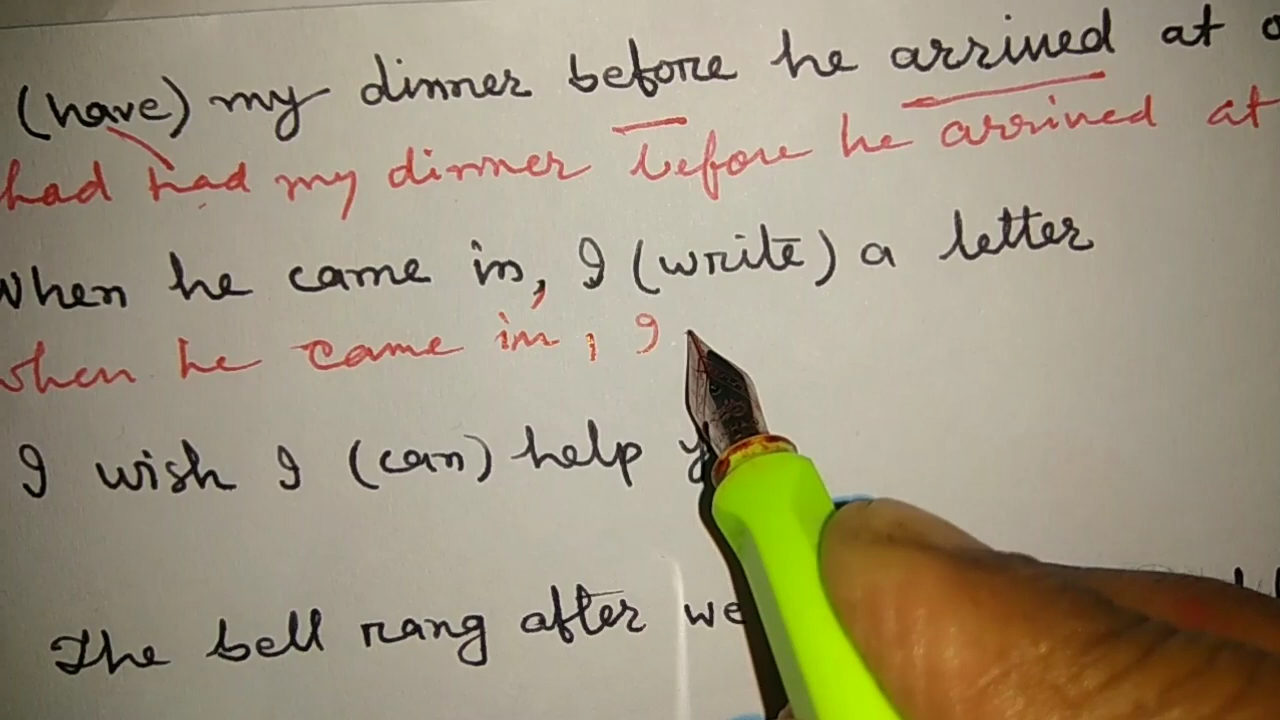 (have) my dinner before he arrived at
had had my dinner before he arrived at
When he came in, I (write) a letter
when he came in, I
I wish I (can) help
The bell rang after we